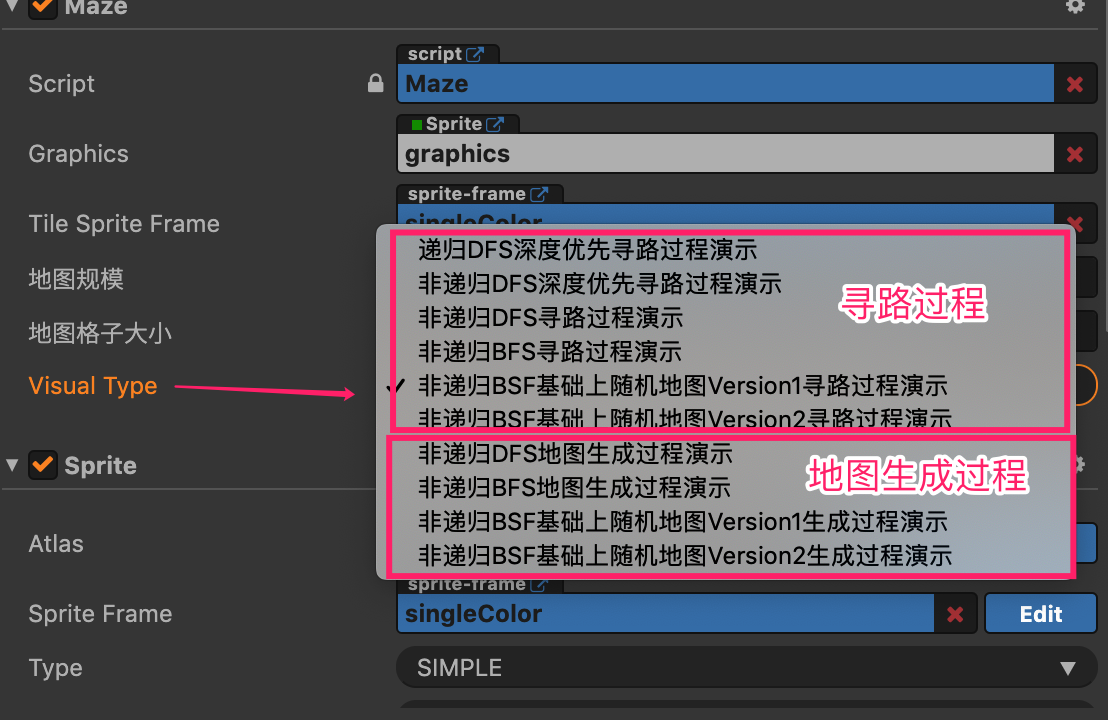 Maze
script
Script
Maze
Sprite
Graphics
graphics
sprite-frame
Tile Sprite Frame
singleColor
递归DFS深度优先寻路过程演示
地图规模
非递归DFS深度优先寻路过程演示
寻路过程
非递归DFS寻路过程演示
地图格子大小
非递归BFS寻路过程演示
Visual Type
非递归BSF基础上随机地图Version1寻路过程演示
非递归BSF基础上随机地图Version2寻路过程演示
非递归DFS地图生成过程演示
Sprite
地图生成过程
非递归BFS地图生成过程演示
非递归BSF基础上随机地图Version1生成过程演示
Atlas
非递归BSF基础上随机地图Version2生成过程演示
sprite-frame
Sprite Frame
singleColor
Edit
Type
SIMPLE